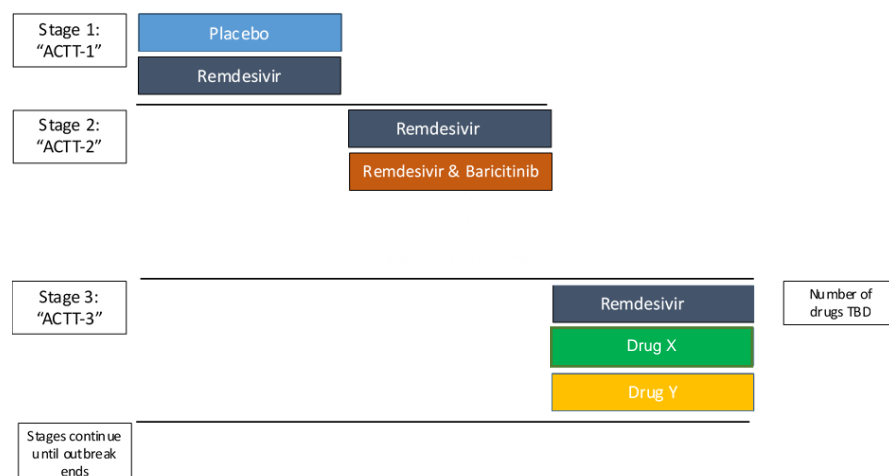 Stage 1:
“ACTT-1”
Placebo
Remdesivir
Stage 2:
“ACTT-2”
Remdesivir
Remdesivir & Baricitinib
Stage 3:
“ACTT-3”
Remdesivir
Number of
drugs TBD
Drug X
Drug Y
Stages continue
until outbreak
ends